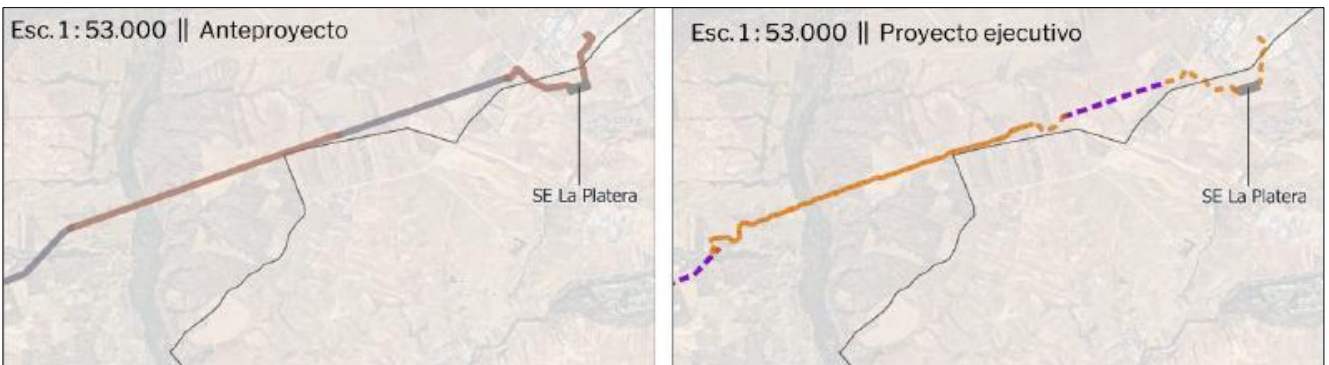 Esc. 1 : 53.000 || Anteproyecto
SE La Platera
Esc. 1 : 53.000 || Proyecto ejecutivo
SE La Platera